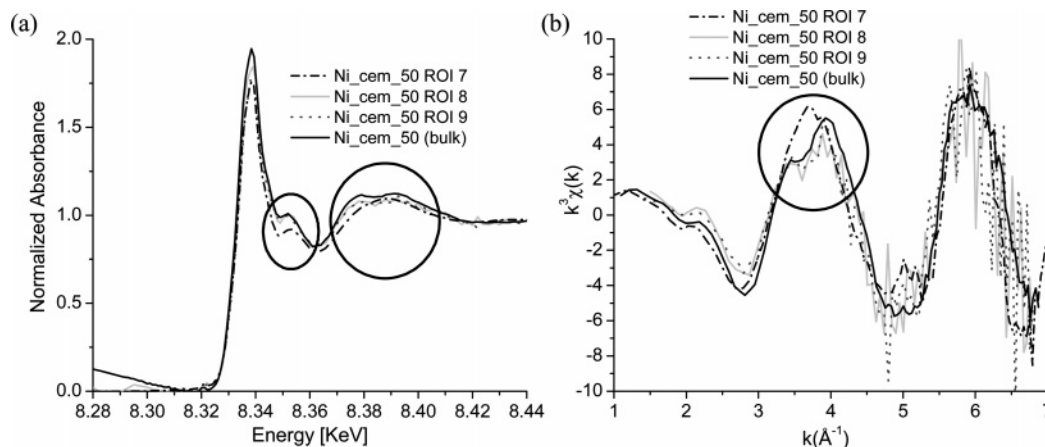 (a)
2.0
1.5
1.0
0.5
0.0
Normalized Absorbance
Ni_cem_50 ROI 7
Ni_cem_50 ROI 8
Ni_cem_50 ROI 9
Ni_cem_50 (bulk)
8.28 8.30 8.32 8.34 8.36 8.38 8.40 8.42 8.44
Energy [KeV]
(b)
Ni_cem_50 ROI 7
Ni_cem_50 ROI 8
Ni_cem_50 ROI 9
Ni_cem_50 (bulk)
10
8
6
4
2
0
-2
-4
-6
-8
-10
k³χ(k)
1 2 3 4 5 6 7
k(Å⁻¹)